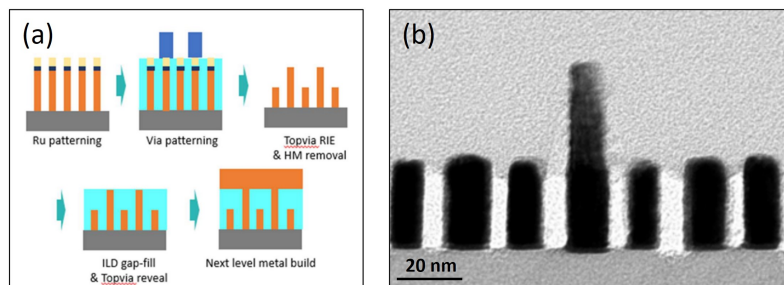 (a)
Ru patterning
Via patterning
Topvia RIE
& HM removal
ILD gap-fill
& Topvia reveal
Next level metal build
(b)
20 nm